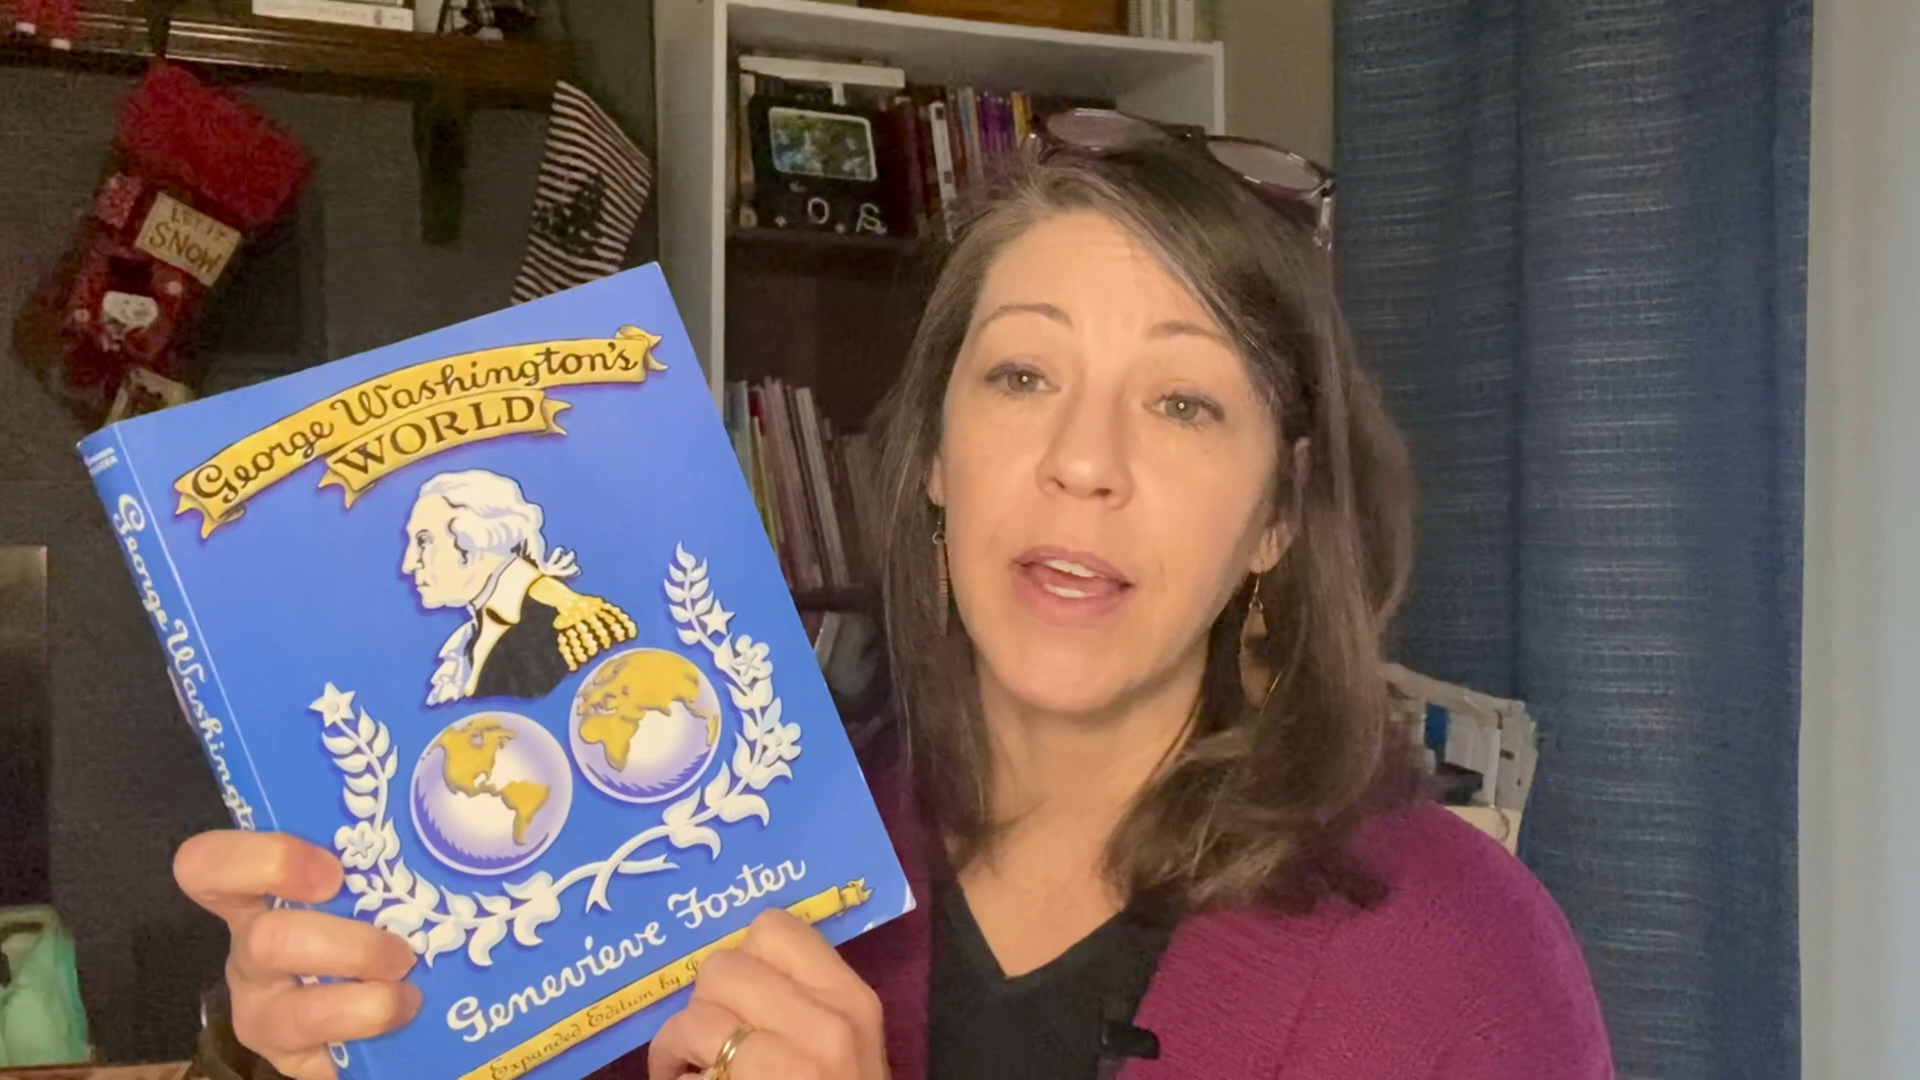 LET IT
SNOW
George Washington's
WORLD
George Washington
Genevieve Foster
Expanded Edition by